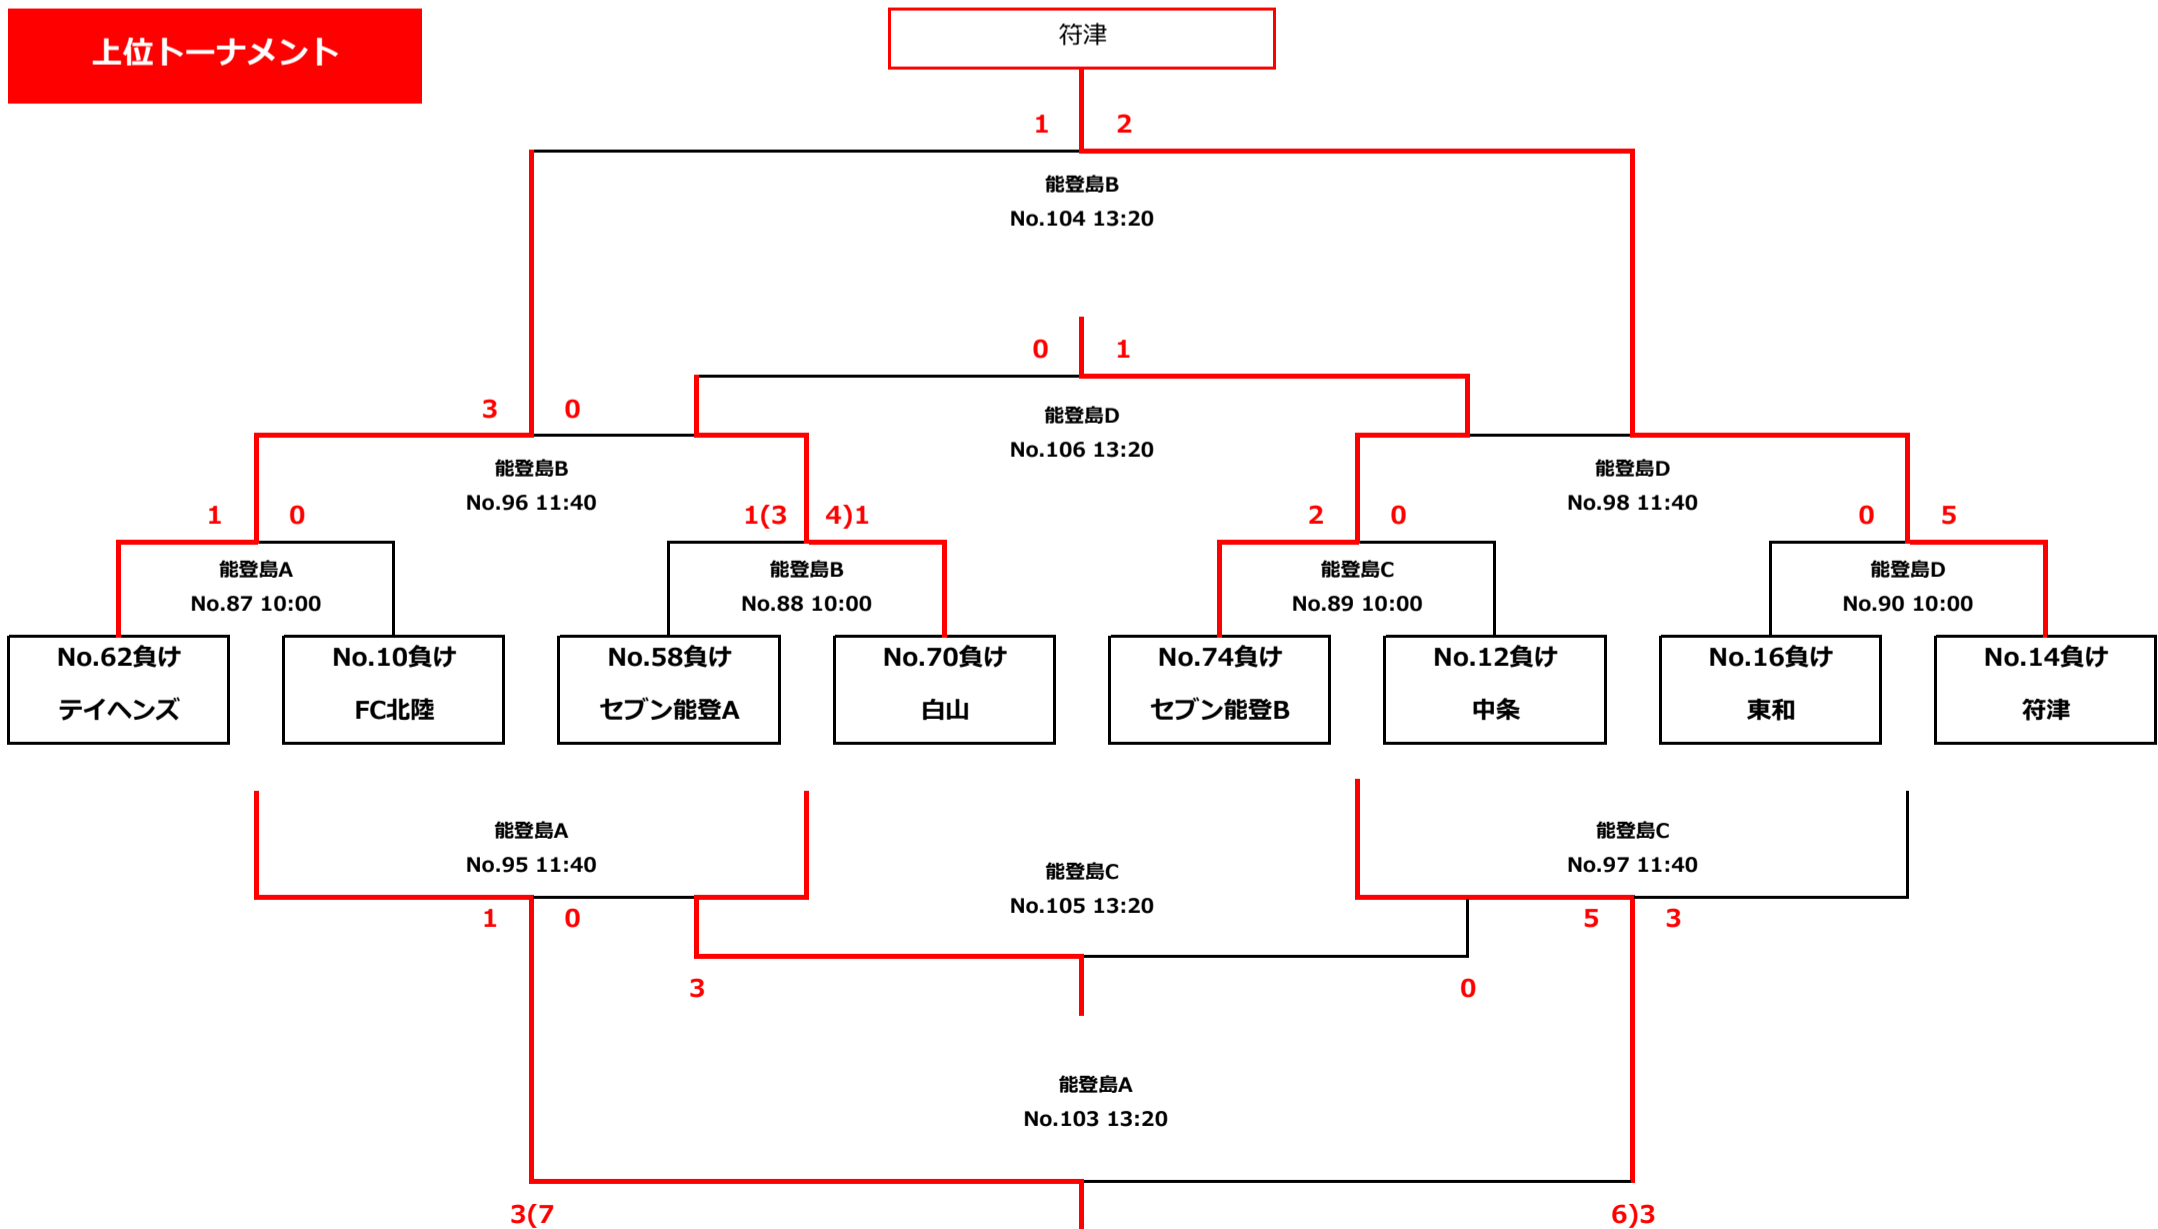 上位トーナメント
符津
1 2
能登島B
No.104 13:20
0 1
3 0
能登島D
No.106 13:20
能登島B
No.96 11:40
能登島D
No.98 11:40
1 0
1(3 4)1
2 0
0 5
能登島A
No.87 10:00
能登島B
No.88 10:00
能登島C
No.89 10:00
能登島D
No.90 10:00
No.62負け
テイヘンズ
No.10負け
FC北陸
No.58負け
セブン能登A
No.70負け
白山
No.74負け
セブン能登B
No.12負け
中条
No.16負け
東和
No.14負け
符津
能登島A
No.95 11:40
能登島C
No.97 11:40
能登島C
No.105 13:20
1 0
5 3
3 0
能登島A
No.103 13:20
3(7 6)3